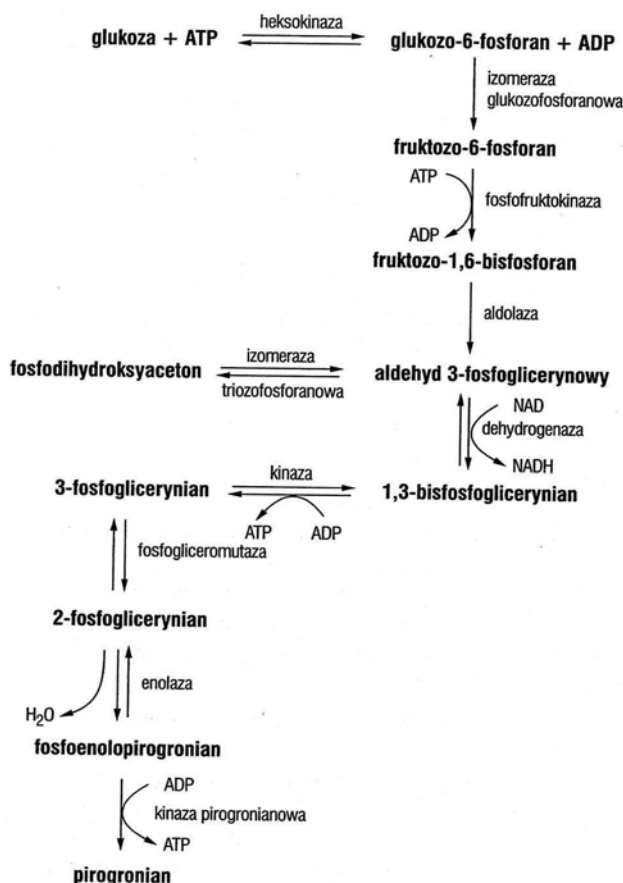 heksokinaza
glukoza + ATP
glukozo-6-fosforan + ADP
izomeraza
glukozofosforanowa
fruktozo-6-fosforan
ATP
fosfofruktokinaza
ADP
fruktozo-1,6-bisfosforan
aldolaza
fosfodihydroksyaceton
izomeraza
triozofosforanowa
aldehyd 3-fosfoglicerynowy
NAD
dehydrogenaza
NADH
3-fosfoglicerynian
kinaza
1,3-bisfosfoglicerynian
ATP
ADP
fosfogliceromutaza
2-fosfoglicerynian
enolaza
H₂O
fosfoenolopirogronian
ADP
kinaza pirogronianowa
ATP
pirogronian